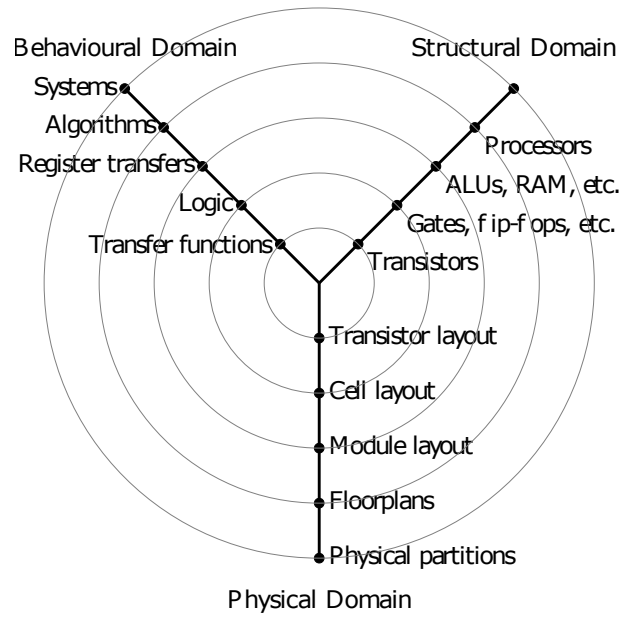 Behavioural Domain
Structural Domain
Systems
Algorithms
Register transfers
Logic
Transfer functions
Processors
ALUs, RAM, etc.
Gates, f ip-f ops, etc.
Transistors
Transistor layout
Cell layout
Module layout
Floorplans
Physical partitions
Physical Domain